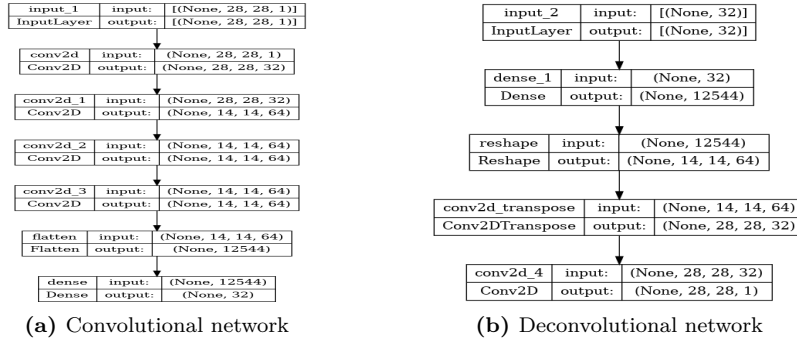 input_1 input: [(None, 28, 28, 1)]
InputLayer output: [(None, 28, 28, 1)]
conv2d input: (None, 28, 28, 1)
Conv2D output: (None, 28, 28, 32)
conv2d_1 input: (None, 28, 28, 32)
Conv2D output: (None, 14, 14, 64)
conv2d_2 input: (None, 14, 14, 64)
Conv2D output: (None, 14, 14, 64)
conv2d_3 input: (None, 14, 14, 64)
Conv2D output: (None, 14, 14, 64)
flatten input: (None, 14, 14, 64)
Flatten output: (None, 12544)
dense input: (None, 12544)
Dense output: (None, 32)
(a) Convolutional network
input_2 input: [(None, 32)]
InputLayer output: [(None, 32)]
dense_1 input: (None, 32)
Dense output: (None, 12544)
reshape input: (None, 12544)
Reshape output: (None, 14, 14, 64)
conv2d_transpose input: (None, 14, 14, 64)
Conv2DTranspose output: (None, 28, 28, 32)
conv2d_4 input: (None, 28, 28, 32)
Conv2D output: (None, 28, 28, 1)
(b) Deconvolutional network